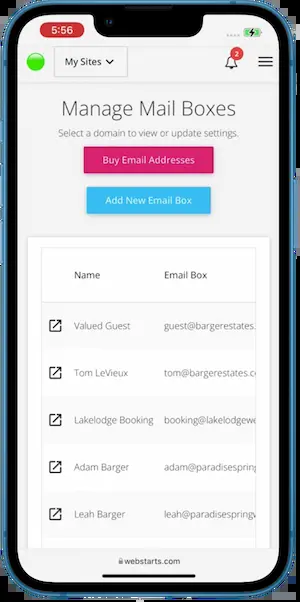 5:56
My Sites
2
Manage Mail Boxes
Select a domain to view or update settings.
Buy Email Addresses
Add New Email Box
Name Email Box
Valued Guest guest@bargerestates.
Tom LeVieux tom@bargerestates.c
Lakelodge Booking booking@lakelodgewe
Adam Barger adam@paradisespring
Leah Barger leah@paradisespring
webstarts.com